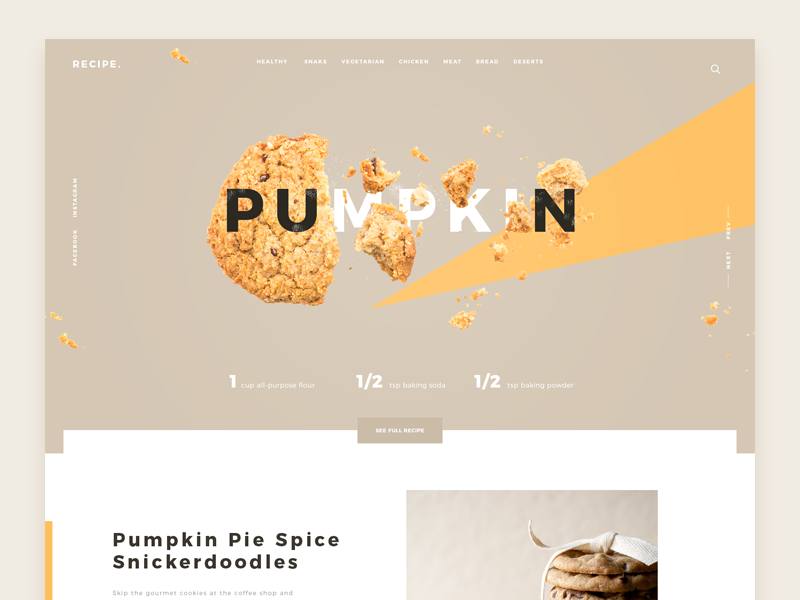 RECIPE.
HEALTHY SNAKS VEGETARIAN CHICKEN MEAT BREAD DESERTS
INSTAGRAM
FACEBOOK
PUMPKIN
PREV
NEXT
1 cup all-purpose flour
1/2 tsp baking soda
1/2 tsp baking powder
SEE FULL RECIPE
Pumpkin Pie Spice
Snickerdoodles
Skip the gourmet cookies at the coffee shop and